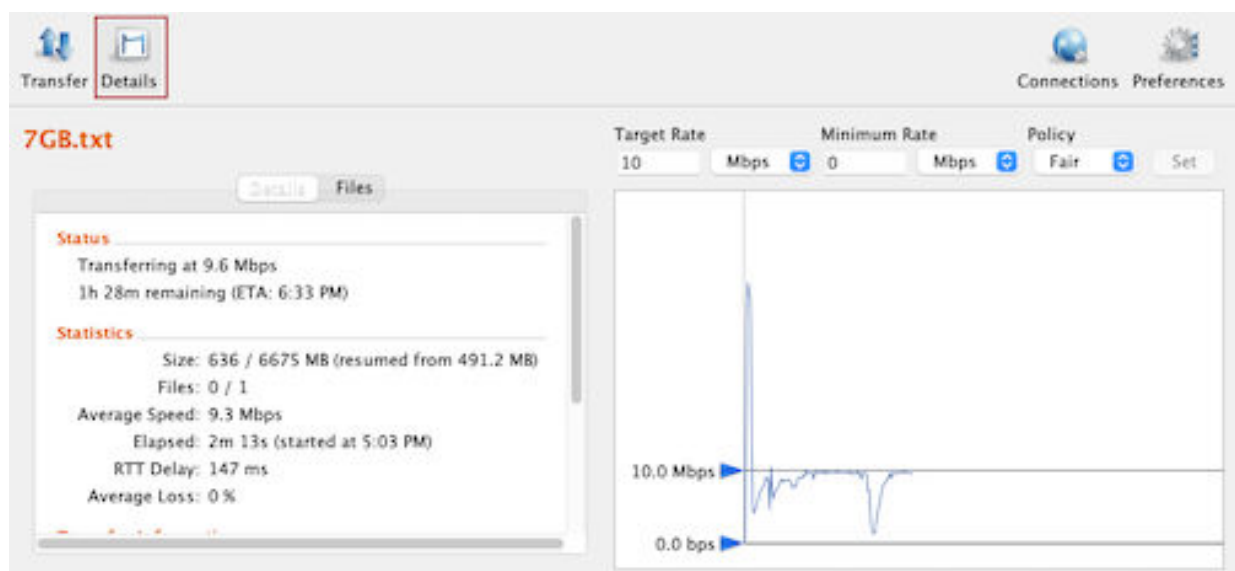 Transfer Details
Connections Preferences
7GB.txt
Target Rate Minimum Rate Policy
10 Mbps 0 Mbps Fair Set
Details Files
Status
Transferring at 9.6 Mbps
1h 28m remaining (ETA: 6:33 PM)
Statistics
Size: 636 / 6675 MB (resumed from 491.2 MB)
Files: 0 / 1
Average Speed: 9.3 Mbps
Elapsed: 2m 13s (started at 5:03 PM)
RTT Delay: 147 ms
Average Loss: 0 %
10.0 Mbps
0.0 bps